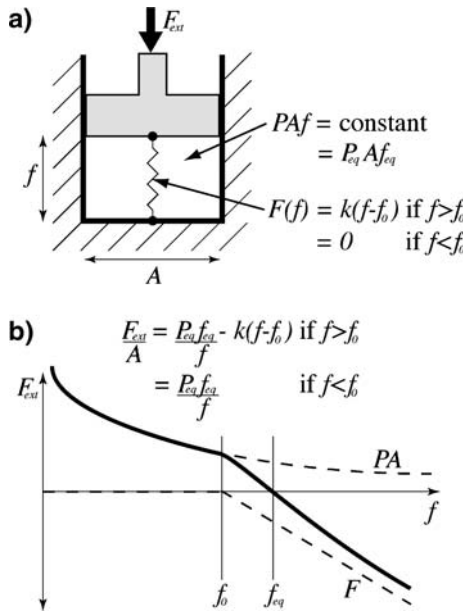 a)
F_ext
PAf = constant
= P_eq A f_eq
f
F(f) = k(f-f_0) if f>f_0
= 0 if f<f_0
A
b)
F_ext/A = P_eq f_eq/f - k(f-f_0) if f>f_0
= P_eq f_eq/f if f<f_0
F_ext
PA
f
F
f_0
f_eq